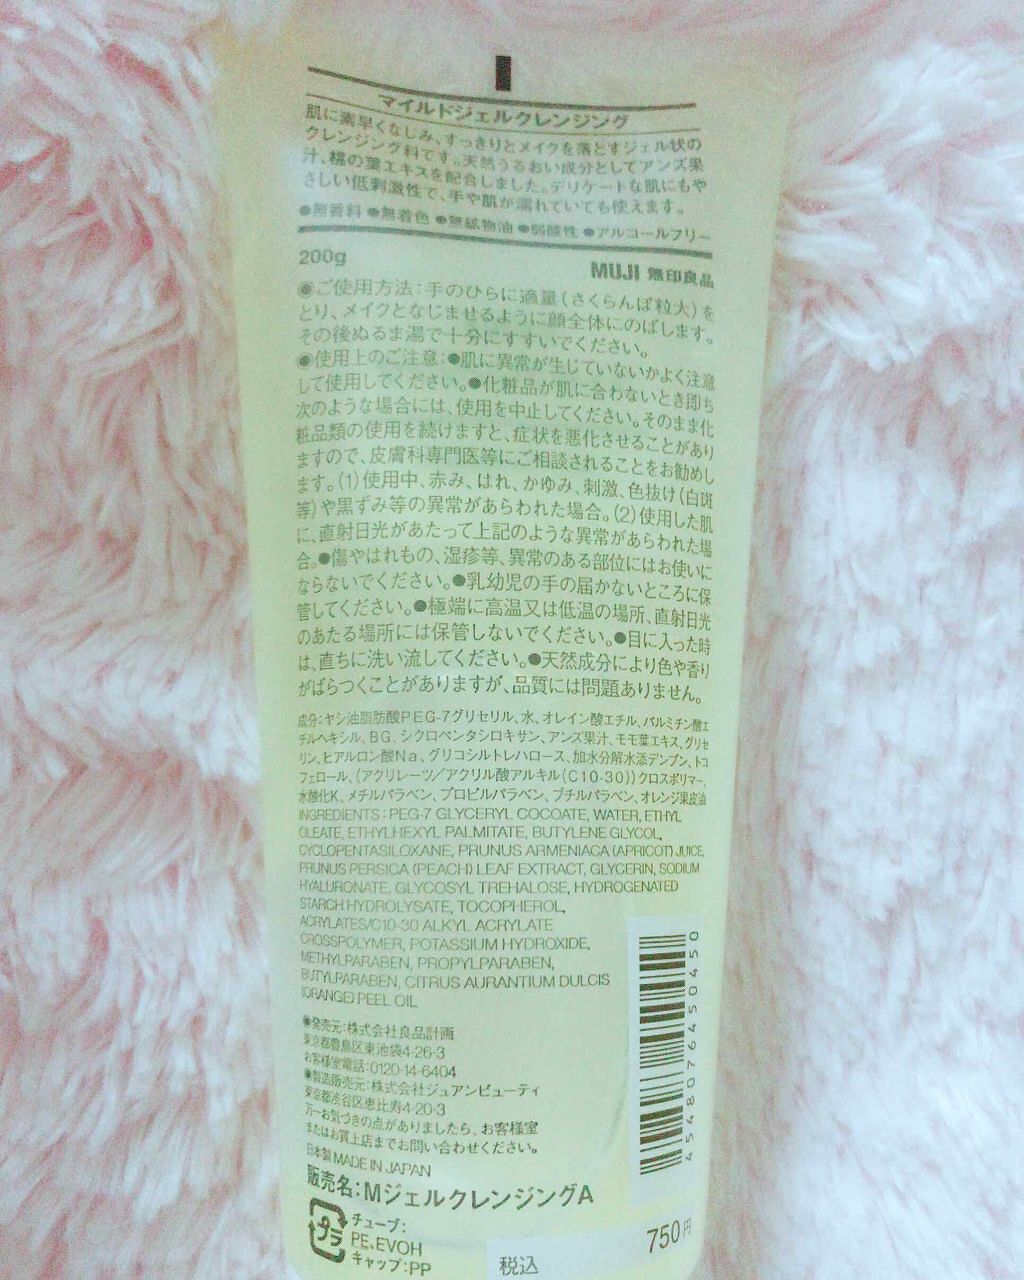 マイルドジェルクレンジング
肌に素早くなじみ、すっきりとメイクを落とすジェル状の
クレンジング料です。天然うるおい成分としてアンズ果
汁、桃の葉エキスを配合しました。デリケートな肌にもや
さしい低刺激性で、手や肌が濡れていても使えます。
●無香料 ●無着色 ●無鉱物油 ●弱酸性 ●アルコールフリー
200g
MUJI 無印良品
●ご使用方法：手のひらに適量（さくらんぼ粒大）を
とり、メイクとなじませるように顔全体にのばします。
その後ぬるま湯で十分にすすいでください。
●使用上のご注意：●肌に異常が生じていないかよく注意
して使用してください。●化粧品が肌に合わないとき即ち
次のような場合には、使用を中止してください。そのまま化
粧品類の使用を続けますと、症状を悪化させることがあり
ますので、皮膚科専門医等にご相談されることをお勧めし
ます。（1）使用中、赤み、はれ、かゆみ、刺激、色抜け（白斑
等）や黒ずみ等の異常があらわれた場合。（2）使用した肌
に、直射日光があたって上記のような異常があらわれた場
合。●傷やはれもの、湿疹等、異常のある部位にはお使いに
ならないでください。●乳幼児の手の届かないところに保
管してください。●極端に高温又は低温の場所、直射日光
のあたる場所には保管しないでください。●目に入った時
は、直ちに洗い流してください。●天然成分により色や香り
がばらつくことがありますが、品質には問題ありません。
成分：ヤシ油脂肪酸PEG-7グリセリル、水、オレイン酸エチル、パルミチン酸エ
チルヘキシル、BG、シクロペンタシロキサン、アンズ果汁、モモ葉エキス、グリセ
リン、ヒアルロン酸Na、グリコシルトレハロース、加水分解水添デンプン、トコ
フェロール、（アクリレーツ／アクリル酸アルキル（C10-30））クロスポリマー、
水酸化K、メチルパラベン、プロピルパラベン、ブチルパラベン、オレンジ果皮油
INGREDIENTS：PEG-7 GLYCERYL COCOATE, WATER, ETHYL
OLEATE, ETHYLHEXYL PALMITATE, BUTYLENE GLYCOL,
CYCLOPENTASILOXANE, PRUNUS ARMENIACA (APRICOT) JUICE,
PRUNUS PERSICA (PEACH) LEAF EXTRACT, GLYCERIN, SODIUM
HYALURONATE, GLYCOSYL TREHALOSE, HYDROGENATED
STARCH HYDROLYSATE, TOCOPHEROL,
ACRYLATES/C10-30 ALKYL ACRYLATE
CROSSPOLYMER, POTASSIUM HYDROXIDE,
METHYLPARABEN, PROPYLPARABEN,
BUTYLPARABEN, CITRUS AURANTIUM DULCIS
(ORANGE) PEEL OIL
●発売元：株式会社良品計画
東京都豊島区東池袋4-26-3
お客様室電話：0120-14-6404
●製造販売元：株式会社ジュアンビューティ
東京都渋谷区恵比寿4-20-3
万一お気づきの点がありましたら、お客様室
またはお買上店までお問い合わせください。
日本製 MADE IN JAPAN
販売名：MジェルクレンジングA
プラ
チューブ：
PE、EVOH
キャップ：PP
4548076450450
税込 750円